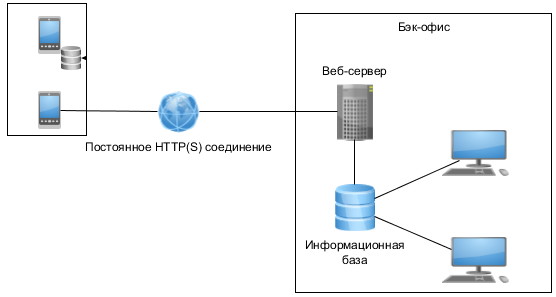 Бэк-офис
Веб-сервер
Постоянное HTTP(S) соединение
Информационная
база